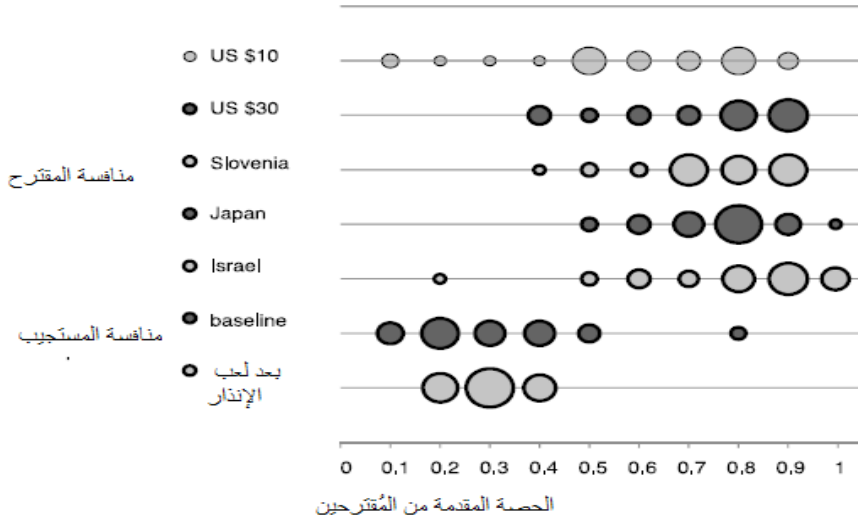 US $10
US $30
منافسة المقترح
Slovenia
Japan
Israel
منافسة المستجيب
baseline
بعد لعب
الإنذار
0 0,1 0,2 0,3 0,4 0,5 0,6 0,7 0,8 0,9 1
الحصة المقدمة من المُقترحين